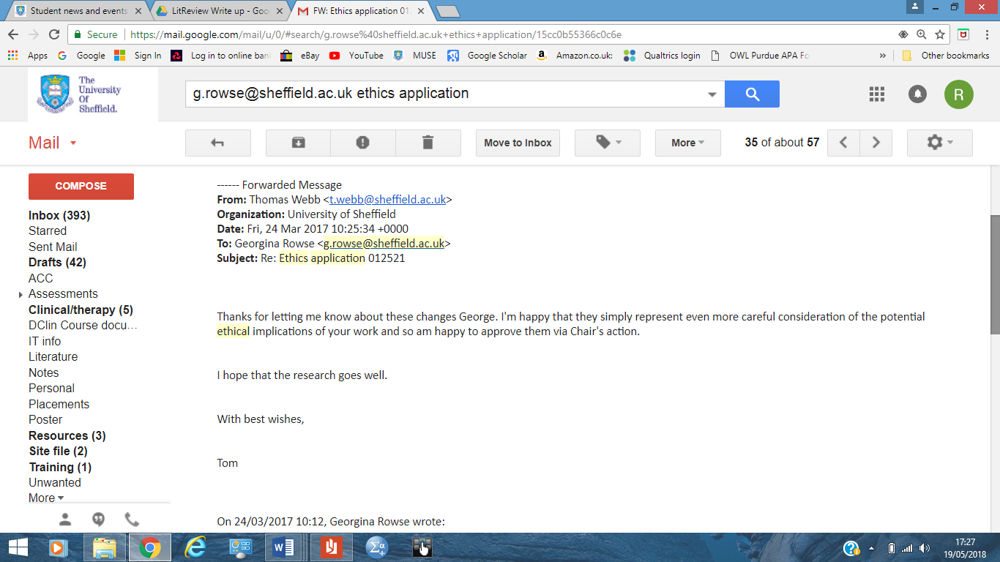 Student news and events
LitReview Write up - Goo
FW: Ethics application 01
Secure
https://mail.google.com/mail/u/0/#search/g.rowse%40sheffield.ac.uk+ethics+application/15cc0b55366c0c6e
Apps
Google
Sign In
Log in to online ban
eBay
YouTube
MUSE
Google Scholar
Amazon.co.uk:
Qualtrics login
OWL Purdue APA Fo
»
Other bookmarks
The
University
Of
Sheffield.
g.rowse@sheffield.ac.uk ethics application
R
Mail
Move to Inbox
More
35 of about 57
COMPOSE
Inbox (393)
Starred
Sent Mail
Drafts (42)
ACC
Assessments
Clinical/therapy (5)
DClin Course docu...
IT info
Literature
Notes
Personal
Placements
Poster
Resources (3)
Site file (2)
Training (1)
Unwanted
More
------ Forwarded Message
From: Thomas Webb <t.webb@sheffield.ac.uk>
Organization: University of Sheffield
Date: Fri, 24 Mar 2017 10:25:34 +0000
To: Georgina Rowse <g.rowse@sheffield.ac.uk>
Subject: Re: Ethics application 012521
Thanks for letting me know about these changes George. I'm happy that they simply represent even more careful consideration of the potential
ethical implications of your work and so am happy to approve them via Chair's action.
I hope that the research goes well.
With best wishes,
Tom
On 24/03/2017 10:12, Georgina Rowse wrote:
17:27
19/05/2018